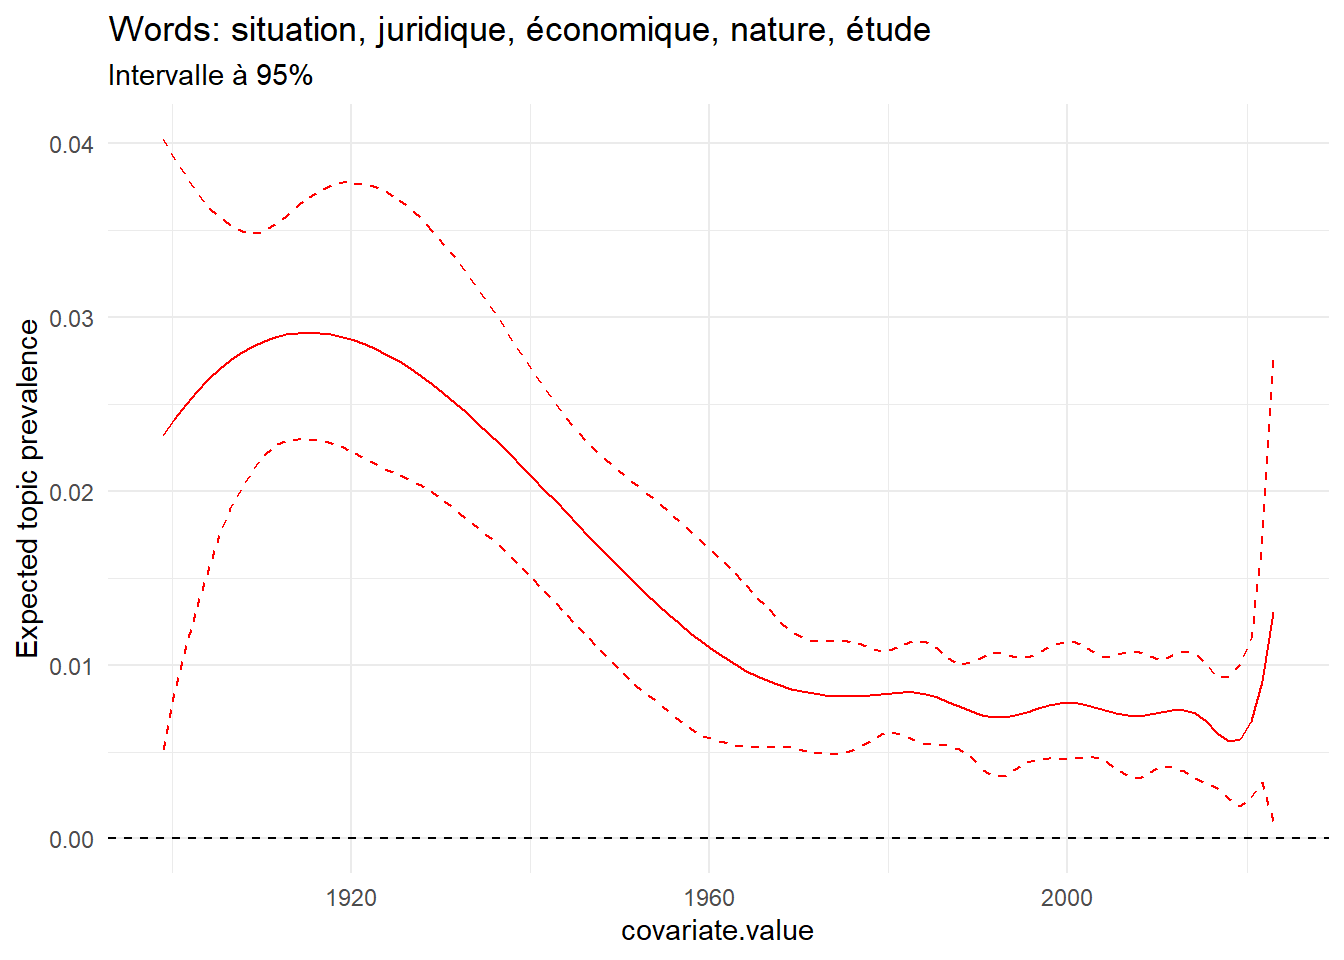 Words: situation, juridique, économique, nature, étude
Intervalle à 95%
0.04
0.03
0.02
0.01
0.00
Expected topic prevalence
1920
1960
2000
covariate.value